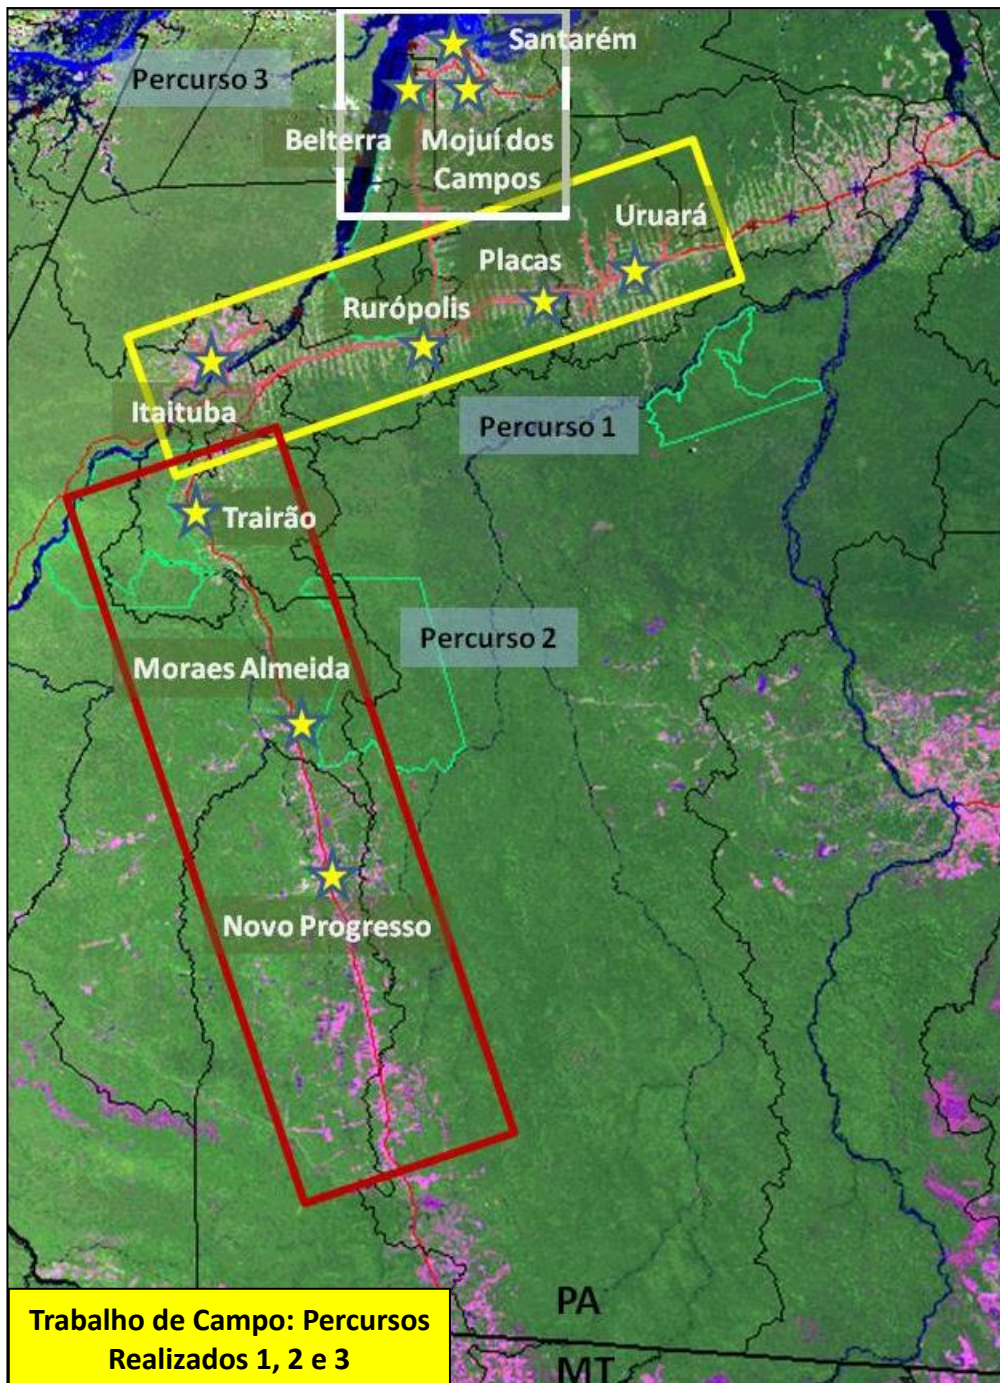 Santarém
Percurso 3
Belterra
Mojuí dos
Campos
Uruará
Placas
Rurópolis
Itaituba
Percurso 1
Trairão
Percurso 2
Moraes Almeida
Novo Progresso
PA
MT
Trabalho de Campo: Percursos
Realizados 1, 2 e 3